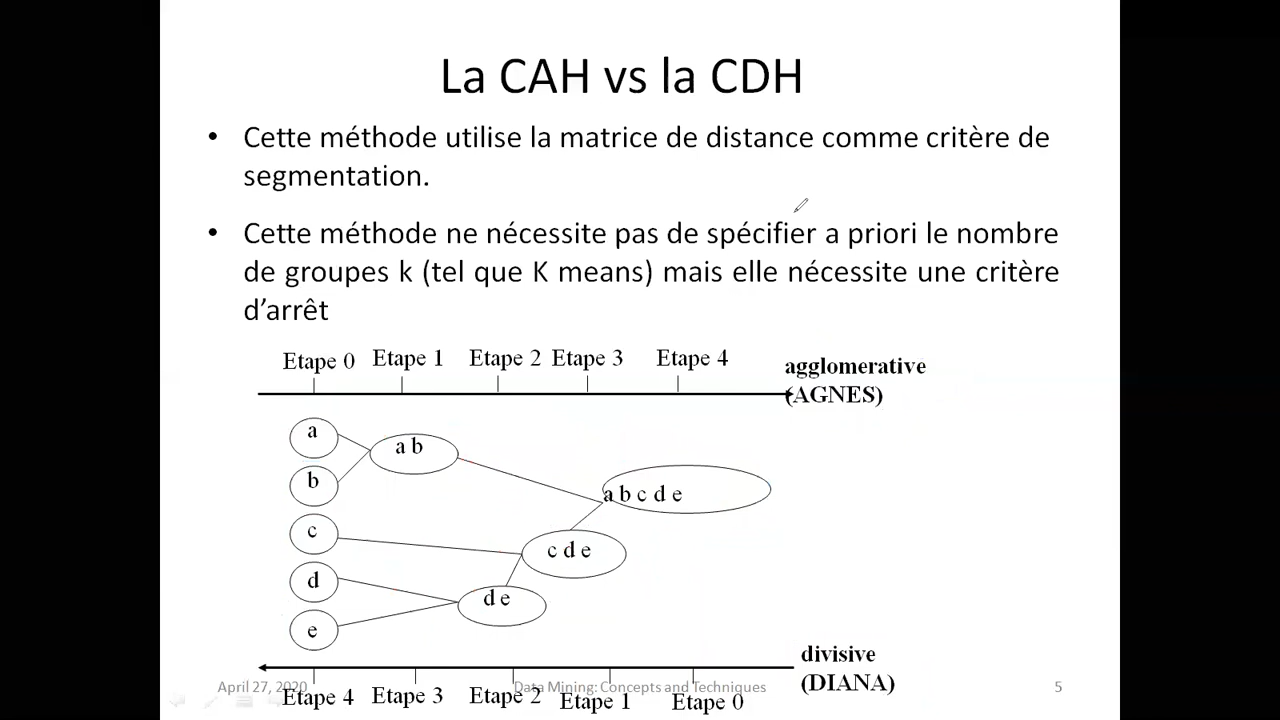 La CAH vs la CDH
• Cette méthode utilise la matrice de distance comme critère de
segmentation.
• Cette méthode ne nécessite pas de spécifier a priori le nombre
de groupes k (tel que K means) mais elle nécessite une critère
d’arrêt
Etape 0 Etape 1 Etape 2 Etape 3 Etape 4
agglomerative
(AGNES)
a
a b
b
a b c d e
c
c d e
d
d e
e
divisive
(DIANA)
April 27, 2020 Data Mining: Concepts and Techniques 5
Etape 4 Etape 3 Etape 2 Etape 1 Etape 0